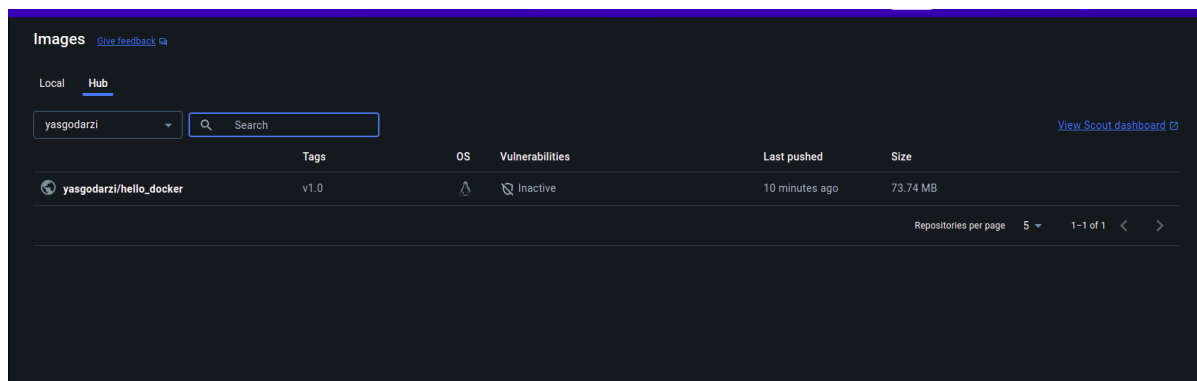 Images Give feedback
Local Hub
yasgodarzi Search View Scout dashboard
Tags OS Vulnerabilities Last pushed Size
yasgodarzi/hello_docker v1.0 Inactive 10 minutes ago 73.74 MB
Repositories per page 5 1–1 of 1